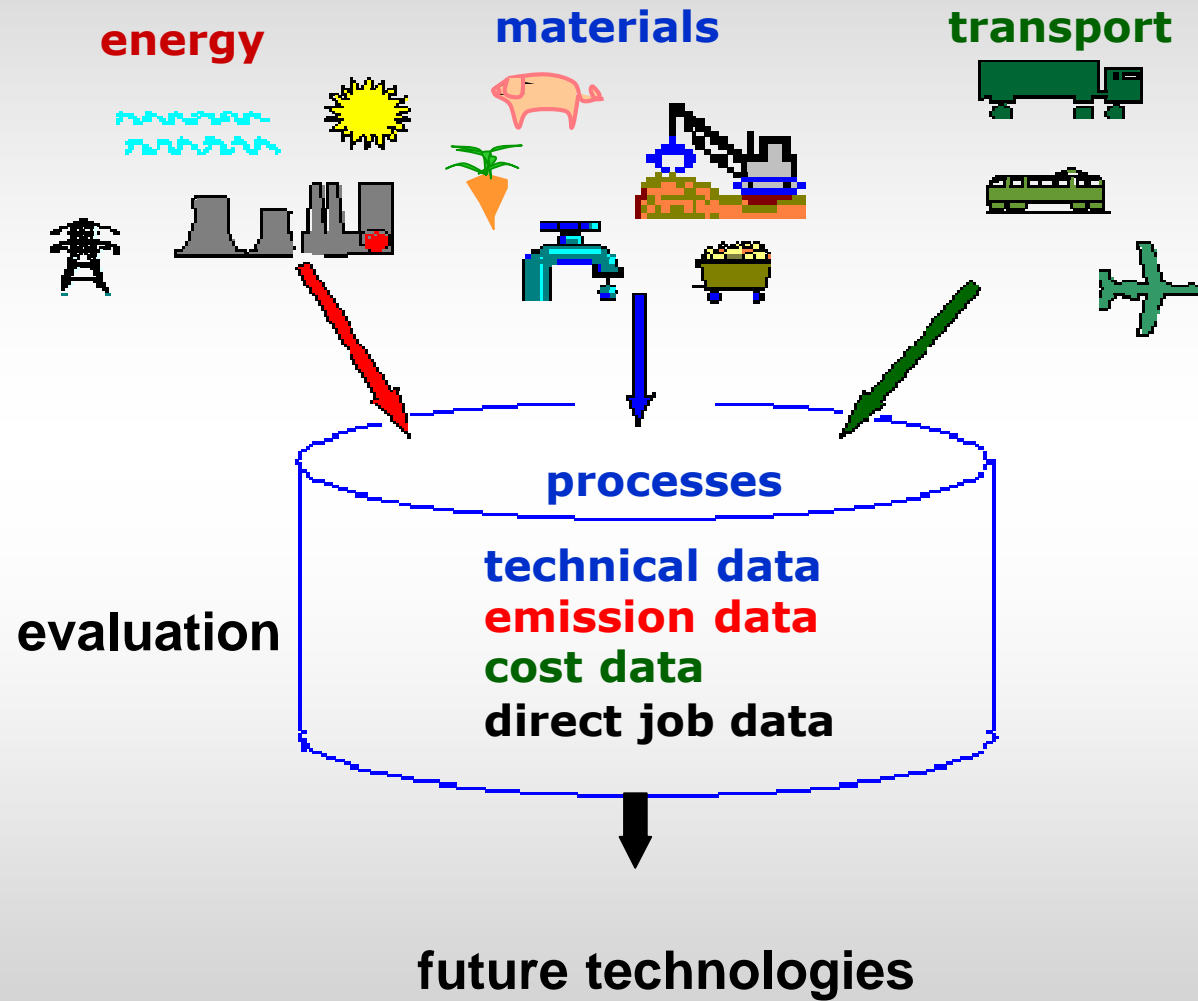 energy
materials
transport
processes
technical data
emission data
cost data
direct job data
evaluation
future technologies